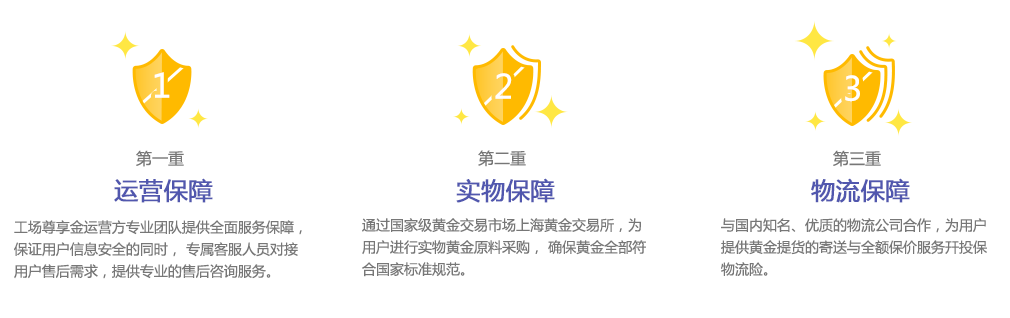 1
第一重
运营保障
工场尊享金运营方专业团队提供全面服务保障，
保证用户信息安全的同时， 专属客服人员对接
用户售后需求，提供专业的售后咨询服务。
2
第二重
实物保障
通过国家级黄金交易市场上海黄金交易所，为
用户进行实物黄金原料采购， 确保黄金全部符
合国家标准规范。
3
第三重
物流保障
与国内知名、优质的物流公司合作，为用户
提供黄金提货的寄送与全额保价服务幵投保
物流险。